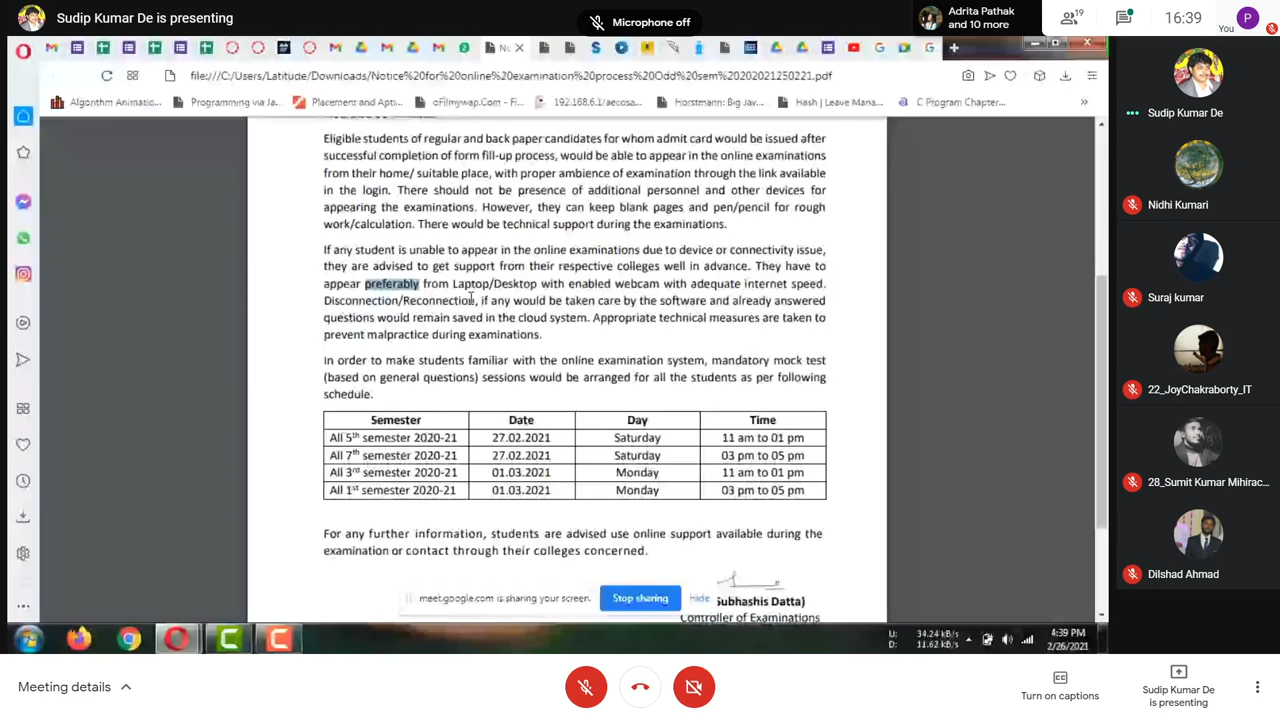 Sudip Kumar De is presenting
Microphone off
Adrita Pathak
and 10 more
19
16:39
You
P
file:///C:/Users/Latitude/Downloads/Notice%20for%20online%20examination%20process%20Odd%20sem%202020201250221.pdf
Algorithm Animatio...
Programming via Ja...
Placement and Apti...
oFilmywap.Com - Fi...
192.168.6.1/aecosa...
Horstmann: Big Jav...
Hash | Leave Mana...
C Program Chapter...
Eligible students of regular and back paper candidates for whom admit card would be issued after
successful completion of form fill-up process, would be able to appear in the online examinations
from their home/ suitable place, with proper ambience of examination through the link available
in the login. There should not be presence of additional personnel and other devices for
appearing the examinations. However, they can keep blank pages and pen/pencil for rough
work/calculation. There would be technical support during the examinations.
If any student is unable to appear in the online examinations due to device or connectivity issue,
they are advised to get support from their respective colleges well in advance. They have to
appear preferably from Laptop/Desktop with enabled webcam with adequate internet speed.
Disconnection/Reconnection, if any would be taken care by the software and already answered
questions would remain saved in the cloud system. Appropriate technical measures are taken to
prevent malpractice during examinations.
In order to make students familiar with the online examination system, mandatory mock test
(based on general questions) sessions would be arranged for all the students as per following
schedule.
Semester Date Day Time
All 5th semester 2020-21 27.02.2021 Saturday 11 am to 01 pm
All 7th semester 2020-21 27.02.2021 Saturday 03 pm to 05 pm
All 3rd semester 2020-21 01.03.2021 Monday 11 am to 01 pm
All 1st semester 2020-21 01.03.2021 Monday 03 pm to 05 pm
For any further information, students are advised use online support available during the
examination or contact through their colleges concerned.
meet.google.com is sharing your screen.
Stop sharing
Hide
Subhashis Datta)
Controller of Examinations
U: 34.24 kB/s
D: 11.62 kB/s
4:39 PM
2/26/2021
Sudip Kumar De
Nidhi Kumari
Suraj kumar
22_JoyChakraborty_IT
28_Sumit Kumar Mihirac...
Dilshad Ahmad
Meeting details
Turn on captions
Sudip Kumar De
is presenting